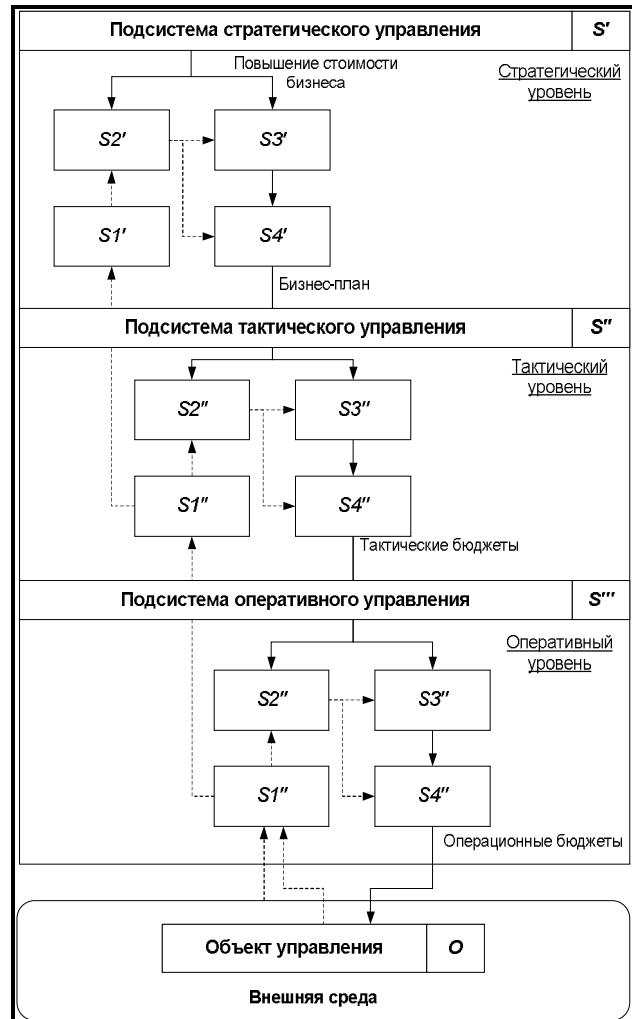 Подсистема стратегического управления S'
Повышение стоимости
бизнеса
Стратегический
уровень
S2' S3'
S1' S4'
Бизнес-план
Подсистема тактического управления S''
Тактический
уровень
S2'' S3''
S1'' S4''
Тактические бюджеты
Подсистема оперативного управления S'''
Оперативный
уровень
S2'' S3''
S1'' S4''
Операционные бюджеты
Объект управления O
Внешняя среда